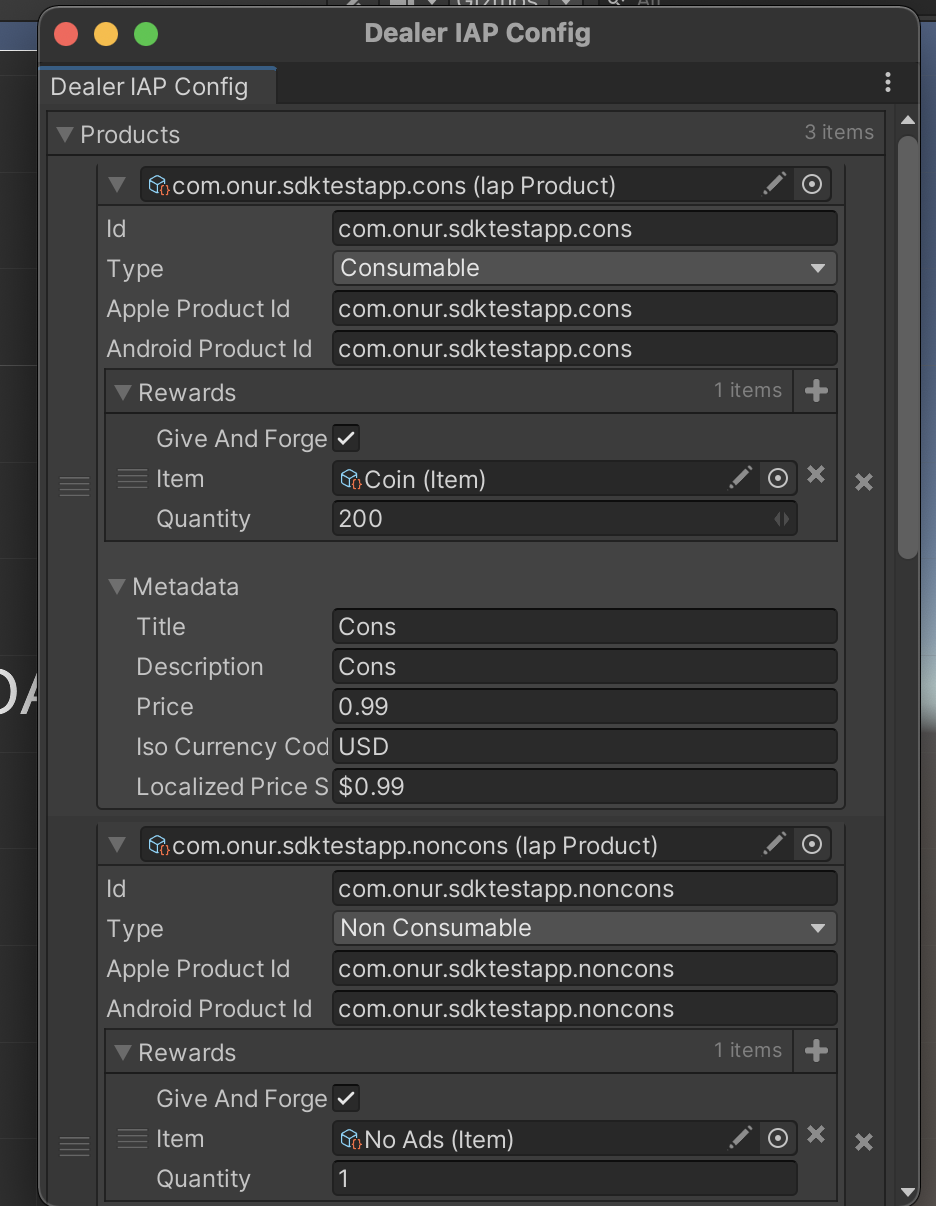 Dealer IAP Config
Dealer IAP Config
Products 3 items
com.onur.sdktestapp.cons (Iap Product)
Id com.onur.sdktestapp.cons
Type Consumable
Apple Product Id com.onur.sdktestapp.cons
Android Product Id com.onur.sdktestapp.cons
Rewards 1 items
Give And Forge
Item Coin (Item)
Quantity 200
Metadata
Title Cons
Description Cons
Price 0.99
Iso Currency Cod USD
Localized Price S $0.99
com.onur.sdktestapp.noncons (Iap Product)
Id com.onur.sdktestapp.noncons
Type Non Consumable
Apple Product Id com.onur.sdktestapp.noncons
Android Product Id com.onur.sdktestapp.noncons
Rewards 1 items
Give And Forge
Item No Ads (Item)
Quantity 1